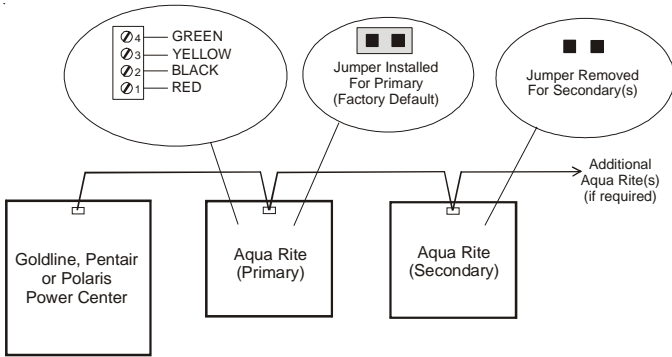 4 GREEN
3 YELLOW
2 BLACK
1 RED
Jumper Installed
For Primary
(Factory Default)
Jumper Removed
For Secondary(s)
Additional
Aqua Rite(s)
(if required)
Goldline, Pentair
or Polaris
Power Center
Aqua Rite
(Primary)
Aqua Rite
(Secondary)